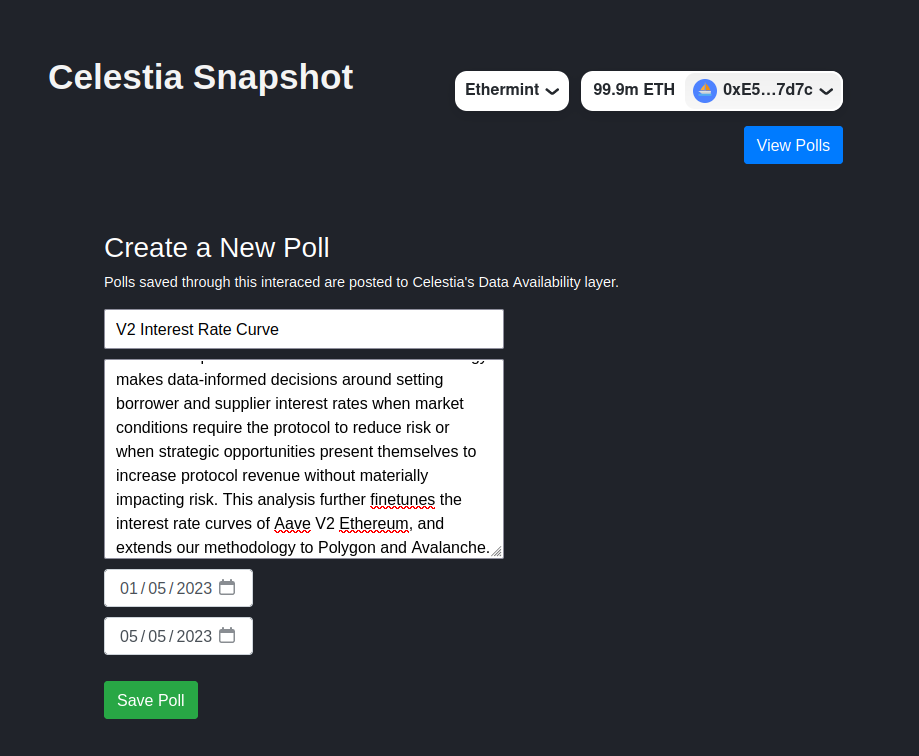 Celestia Snapshot
Ethermint
99.9m ETH
0xE5...7d7c
View Polls
Create a New Poll
Polls saved through this interaced are posted to Celestia's Data Availability layer.
V2 Interest Rate Curve
makes data-informed decisions around setting
borrower and supplier interest rates when market
conditions require the protocol to reduce risk or
when strategic opportunities present themselves to
increase protocol revenue without materially
impacting risk. This analysis further finetunes the
interest rate curves of Aave V2 Ethereum, and
extends our methodology to Polygon and Avalanche.
01/05/2023
05/05/2023
Save Poll